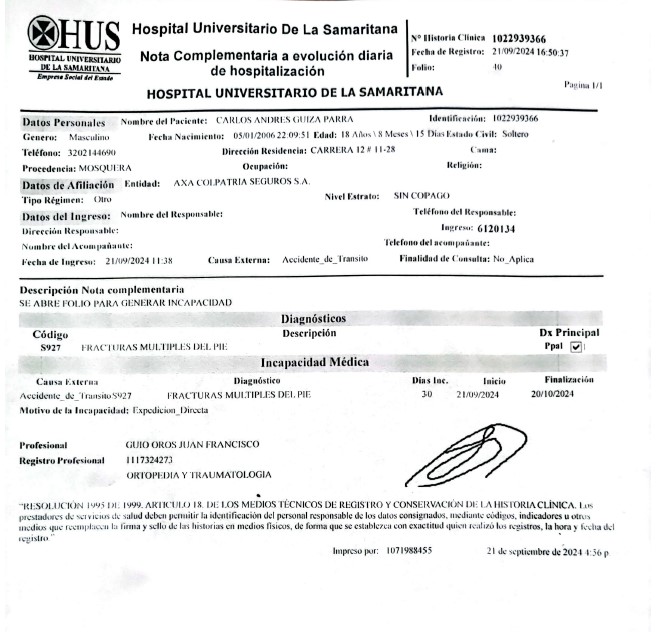 HUS
HOSPITAL UNIVERSITARIO
DE LA SAMARITANA
Empresa Social del Estado
Hospital Universitario De La Samaritana
Nota Complementaria a evolución diaria
de hospitalización
N° Historia Clínica 1022939366
Fecha de Registro: 21/09/2024 16:50:37
Folio: 40
Pagina 1/1
HOSPITAL UNIVERSITARIO DE LA SAMARITANA
Datos Personales Nombre del Paciente: CARLOS ANDRES GUIZA PARRA Identificación: 1022939366
Genero: Masculino Fecha Nacimiento: 05/01/2006 22:09:51 Edad: 18 Años \ 8 Meses \ 15 Días Estado Civil: Soltero
Teléfono: 3202144690 Dirección Residencia: CARRERA 12 # 11-28 Cama:
Procedencia: MOSQUERA Ocupación: Religión:
Datos de Afiliación Entidad: AXA COLPATRIA SEGUROS S.A.
Tipo Régimen: Otro Nivel Estrato: SIN COPAGO
Datos del Ingreso: Nombre del Responsable: Teléfono del Responsable:
Dirección Responsable: Ingreso: 6120134
Nombre del Acompañante: Telefono del acompañante:
Fecha de Ingreso: 21/09/2024 11:38 Causa Externa: Accidente_de_Transito Finalidad de Consulta: No_Aplica
Descripción Nota complementaria
SE ABRE FOLIO PARA GENERAR INCAPACIDAD
Diagnósticos
Código Descripción Dx Principal
S927 FRACTURAS MULTIPLES DEL PIE Ppal
Incapacidad Médica
Causa Externa Diagnóstico Dias Inc. Inicio Finalización
Accidente_de_Transito S927 FRACTURAS MULTIPLES DEL PIE 30 21/09/2024 20/10/2024
Motivo de la Incapacidad: Expedicion_Directa
Profesional GUIO OROS JUAN FRANCISCO
Registro Profesional 1117324273
ORTOPEDIA Y TRAUMATOLOGIA
"RESOLUCIÓN 1995 DE 1999. ARTICULO 18. DE LOS MEDIOS TÉCNICOS DE REGISTRO Y CONSERVACIÓN DE LA HISTORIA CLÍNICA. Los
prestadores de servicios de salud deben permitir la identificación del personal responsable de los datos consignados, mediante códigos, indicadores u otros
medios que reemplacen la firma y sello de las historias en medios físicos, de forma que se establezca con exactitud quien realizó los registros, la hora y fecha del
registro."
Impreso por: 1071988455 21 de septiembre de 2024 4:56 p